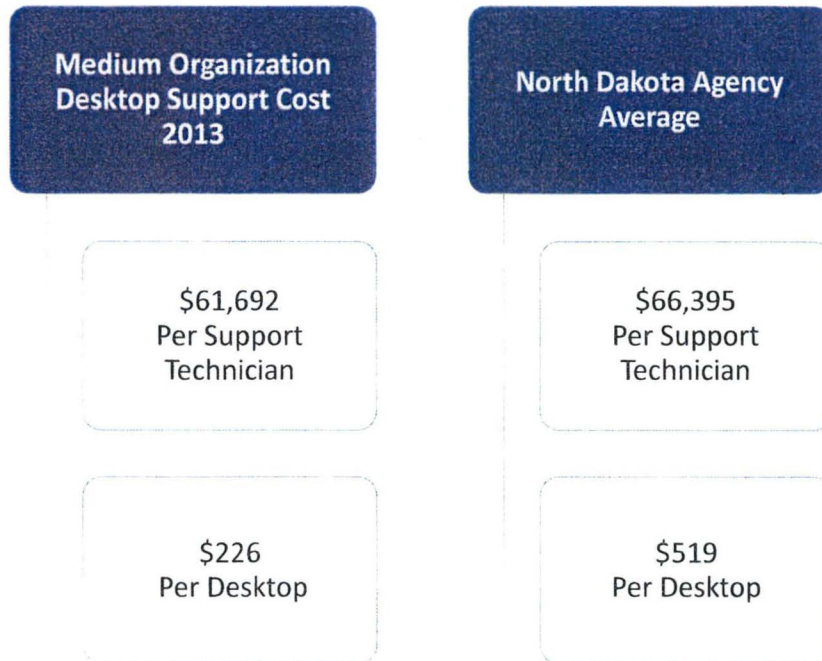 Medium Organization
Desktop Support Cost
2013
$61,692
Per Support
Technician
$226
Per Desktop
North Dakota Agency
Average
$66,395
Per Support
Technician
$519
Per Desktop